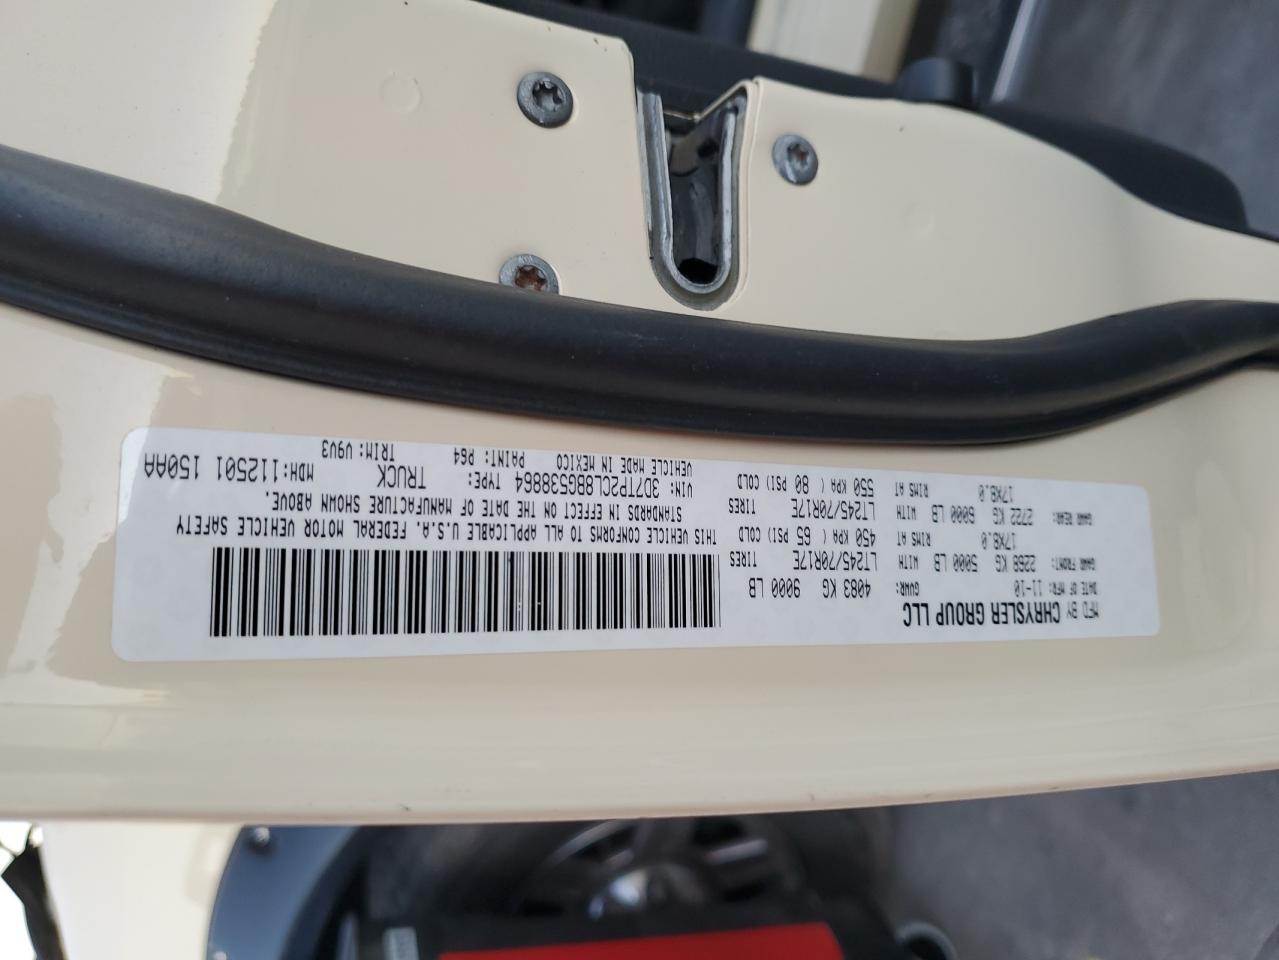 MFD BY CHRYSLER GROUP LLC
DATE OF MFR: 11-10 GVWR: 4083 KG 9000 LB
GAWR FRONT: WITH TIRES
2268 KG 5000 LB LT245/70R17E
17X8.0 RIMS AT 450 KPA ( 65 PSI) COLD
GAWR REAR: WITH TIRES
2722 KG 6000 LB LT245/70R17E
17X8.0 RIMS AT 550 KPA ( 80 PSI) COLD
THIS VEHICLE CONFORMS TO ALL APPLICABLE U.S.A. FEDERAL MOTOR VEHICLE SAFETY
STANDARDS IN EFFECT ON THE DATE OF MANUFACTURE SHOWN ABOVE.
VIN: 3D7TP2CL8BG538864 TYPE: TRUCK MDH:112501 150AA
VEHICLE MADE IN MEXICO PAINT: P64 TRIM: V9V3